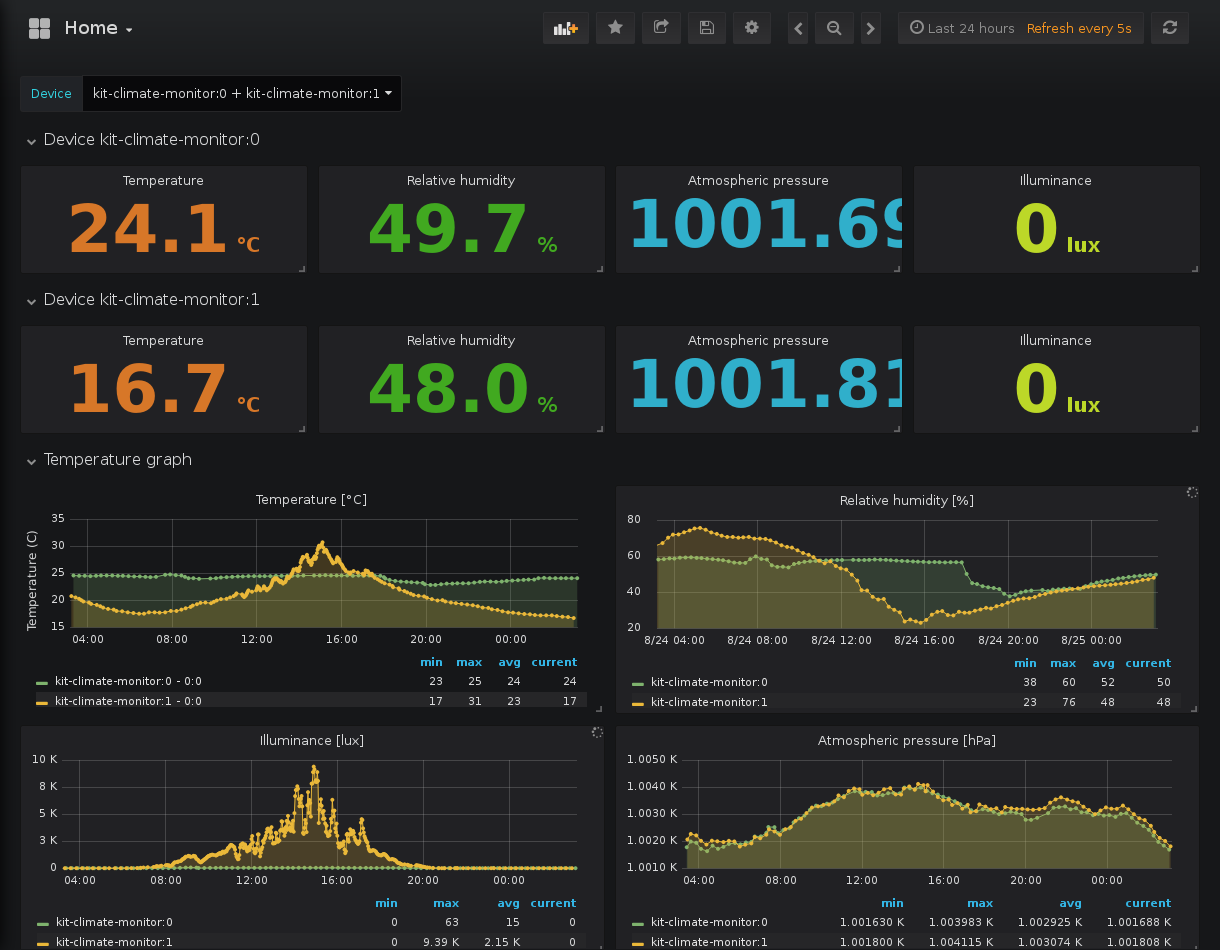 Home
Last 24 hours Refresh every 5s
Device kit-climate-monitor:0 + kit-climate-monitor:1
Device kit-climate-monitor:0
Temperature Relative humidity Atmospheric pressure Illuminance
24.1 °C 49.7 % 1001.69 0 lux
Device kit-climate-monitor:1
Temperature Relative humidity Atmospheric pressure Illuminance
16.7 °C 48.0 % 1001.81 0 lux
Temperature graph
Temperature [°C]
Temperature (C)
35
30
25
20
15
04:00 08:00 12:00 16:00 20:00 00:00
min max avg current
kit-climate-monitor:0 - 0:0 23 25 24 24
kit-climate-monitor:1 - 0:0 17 31 23 17
Relative humidity [%]
80
60
40
20
8/24 04:00 8/24 08:00 8/24 12:00 8/24 16:00 8/24 20:00 8/25 00:00
min max avg current
kit-climate-monitor:0 38 60 52 50
kit-climate-monitor:1 23 76 48 48
Illuminance [lux]
10 K
8 K
5 K
3 K
0
04:00 08:00 12:00 16:00 20:00 00:00
min max avg current
kit-climate-monitor:0 0 63 15 0
kit-climate-monitor:1 0 9.39 K 2.15 K 0
Atmospheric pressure [hPa]
1.0050 K
1.0040 K
1.0030 K
1.0020 K
1.0010 K
04:00 08:00 12:00 16:00 20:00 00:00
min max avg current
kit-climate-monitor:0 1.001630 K 1.003983 K 1.002925 K 1.001688 K
kit-climate-monitor:1 1.001800 K 1.004115 K 1.003074 K 1.001808 K